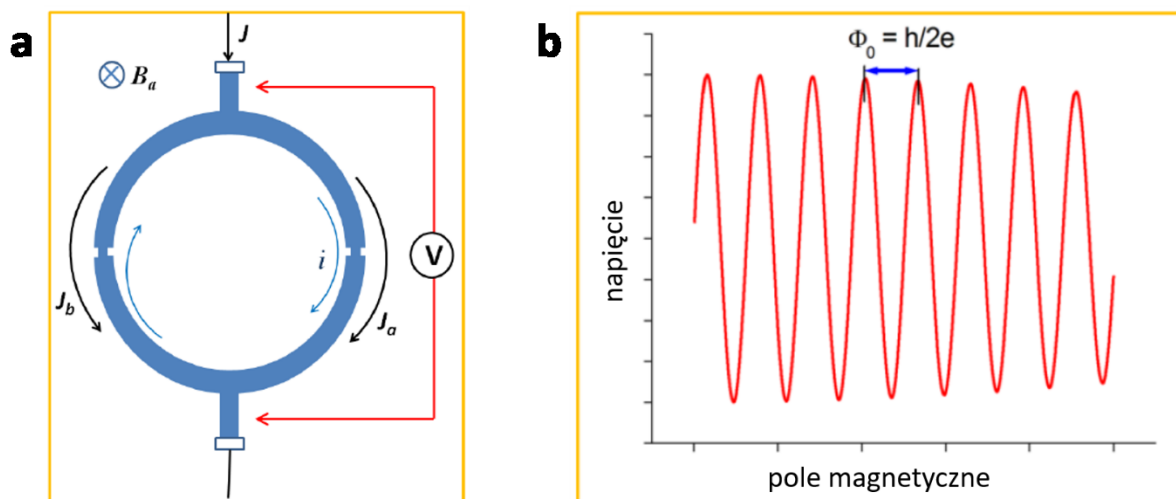 a
J
B_a
i
V
J_b
J_a
b
Φ_0 = h/2e
napięcie
pole magnetyczne